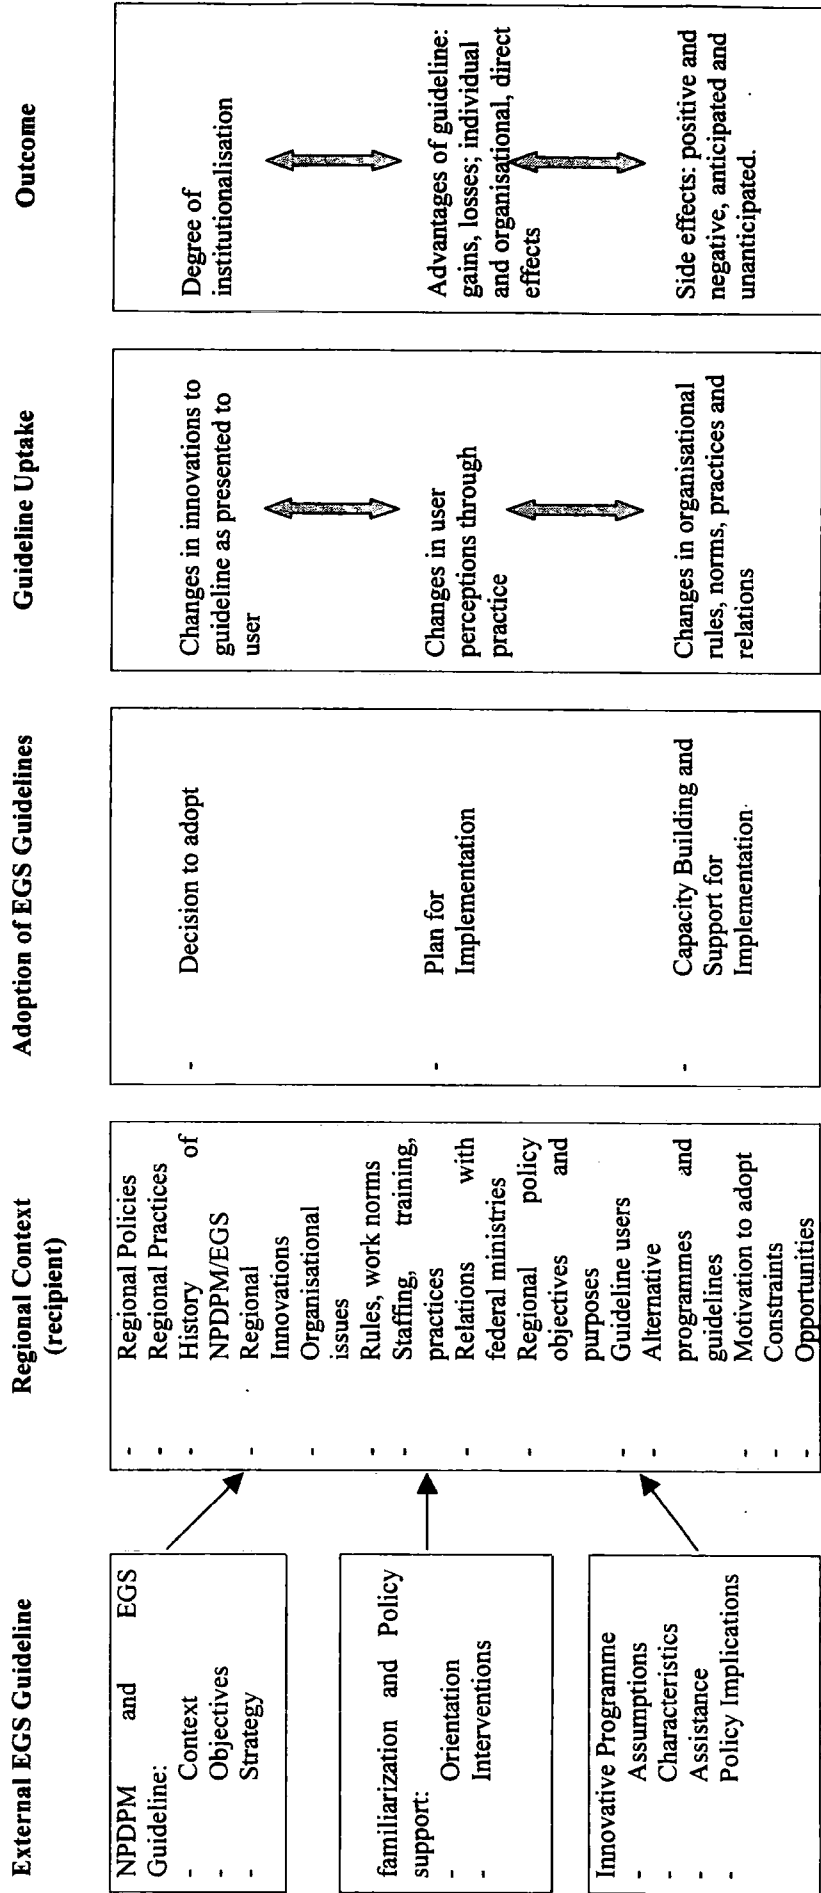 External EGS Guideline
NPDPM and EGS
Guideline:
- Context
- Objectives
- Strategy
familiarization and Policy
support:
- Orientation
- Interventions
Innovative Programme
- Assumptions
- Characteristics
- Assistance
- Policy Implications
Regional Context
(recipient)
- Regional Policies
- Regional Practices
- History of
NPDPM/EGS
- Regional
Innovations
- Organisational
issues
- Rules, work norms
- Staffing, training,
practices
- Relations with
federal ministries
- Regional policy
objectives and
purposes
- Guideline users
- Alternative
programmes and
guidelines
- Motivation to adopt
- Constraints
- Opportunities
Adoption of EGS Guidelines
- Decision to adopt
- Plan for
Implementation
- Capacity Building and
Support for
Implementation
Guideline Uptake
Changes in innovations to
guideline as presented to
user
Changes in user
perceptions through
practice
Changes in organisational
rules, norms, practices and
relations
Outcome
Degree of
institutionalisation
Advantages of guideline:
gains, losses; individual
and organisational, direct
effects
Side effects: positive and
negative, anticipated and
unanticipated.